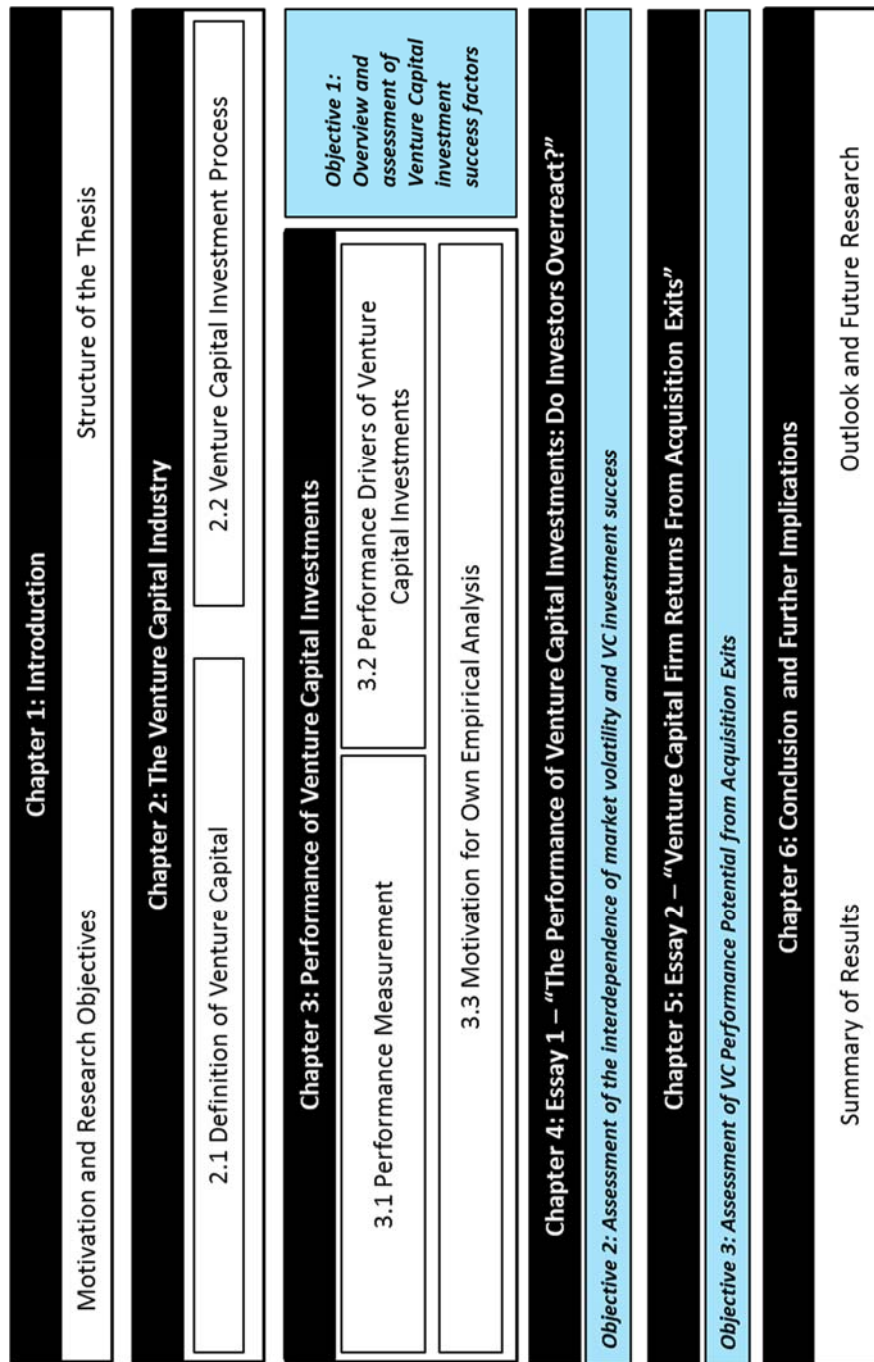 Chapter 1: Introduction
Motivation and Research Objectives
Structure of the Thesis
Chapter 2: The Venture Capital Industry
2.1 Definition of Venture Capital
2.2 Venture Capital Investment Process
Chapter 3: Performance of Venture Capital Investments
3.1 Performance Measurement
3.2 Performance Drivers of Venture
Capital Investments
3.3 Motivation for Own Empirical Analysis
Objective 1:
Overview and
assessment of
Venture Capital
investment
success factors
Chapter 4: Essay 1 – “The Performance of Venture Capital Investments: Do Investors Overreact?”
Objective 2: Assessment of the interdependence of market volatility and VC investment success
Chapter 5: Essay 2 – “Venture Capital Firm Returns From Acquisition Exits”
Objective 3: Assessment of VC Performance Potential from Acquisition Exits
Chapter 6: Conclusion and Further Implications
Summary of Results
Outlook and Future Research